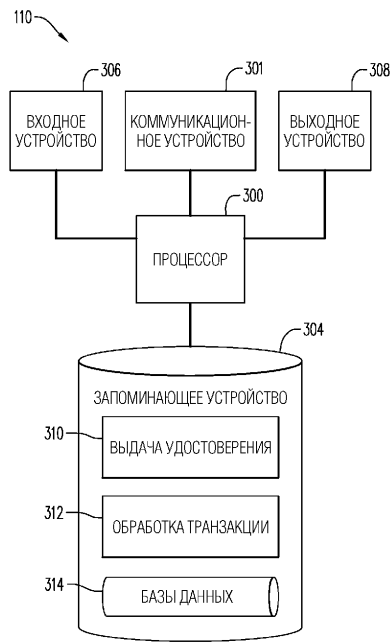 110
306
301
308
ВХОДНОЕ
УСТРОЙСТВО
КОММУНИКАЦИОН-
НОЕ УСТРОЙСТВО
ВЫХОДНОЕ
УСТРОЙСТВО
300
ПРОЦЕССОР
304
ЗАПОМИНАЮЩЕЕ УСТРОЙСТВО
310
ВЫДАЧА УДОСТОВЕРЕНИЯ
312
ОБРАБОТКА ТРАНЗАКЦИИ
314
БАЗЫ ДАННЫХ